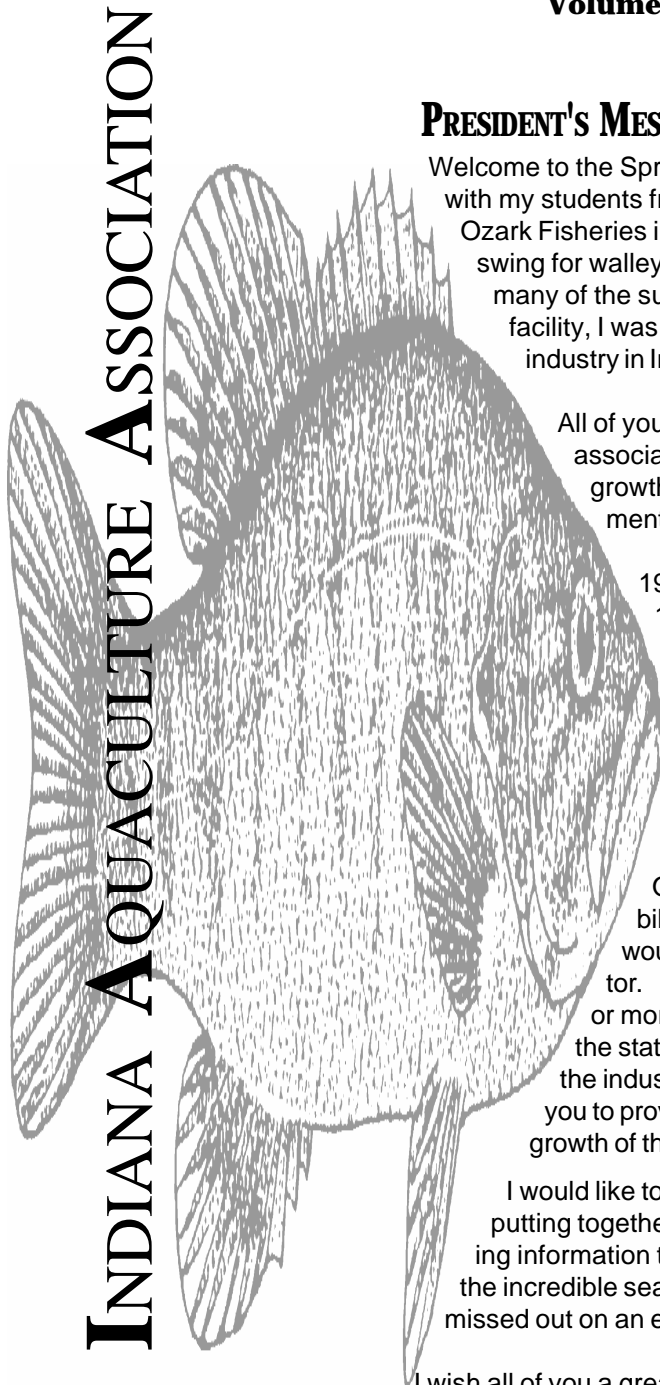 INDIANA AQUACULTURE ASSOCIATION
Volume
PRESIDENT'S MES
Welcome to the Spr
with my students fr
Ozark Fisheries i
swing for walley
many of the su
facility, I was
industry in In
All of you
associa
growth
ment
19
bil
wou
tor.
or mor
the stat
the indus
you to prov
growth of th
I would like to
putting togethe
ing information t
the incredible sea
missed out on an e
I wish all of you a grea